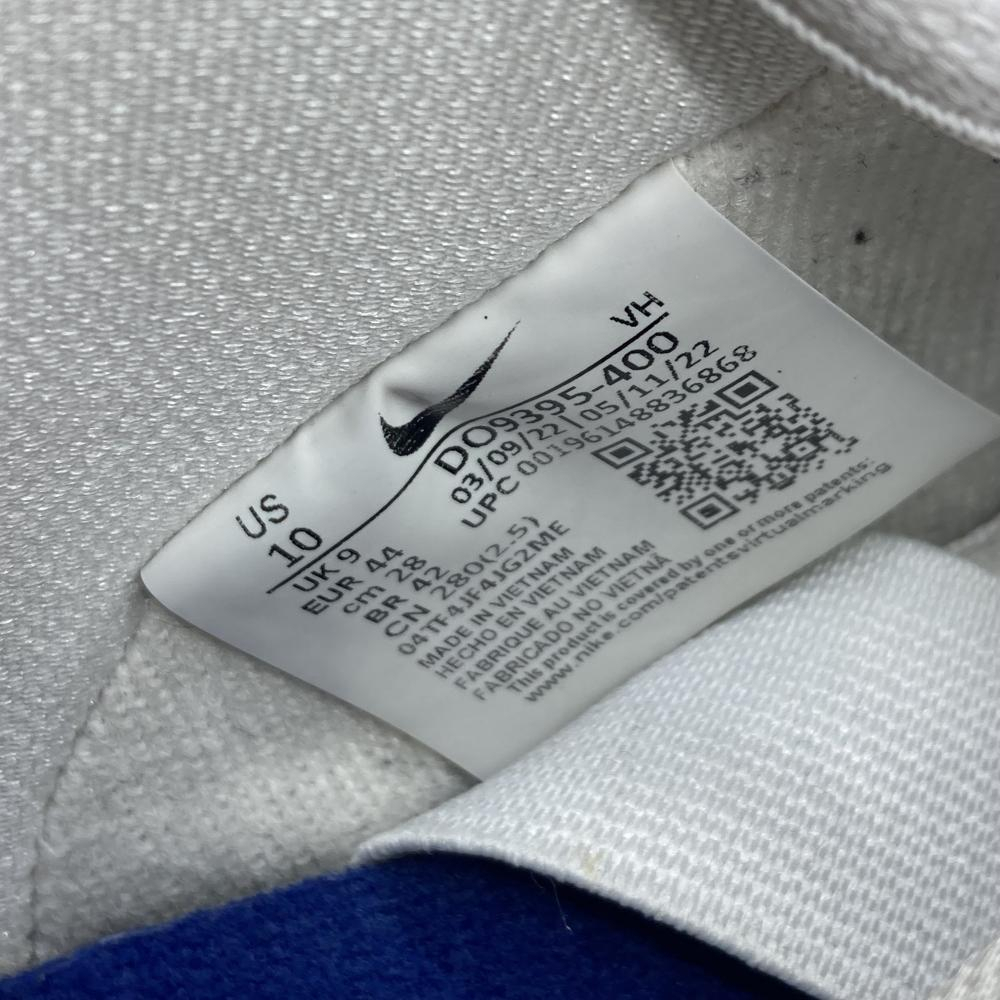 US
10
VH
UK 9
EUR 44
cm 28
BR 42
CN 280(2.5)
DO9395-400
03/09/22|05/11/22
UPC 00196148836868
04TF4JF4JG2ME
MADE IN VIETNAM
HECHO EN VIETNAM
FABRIQUE AU VIETNAM
FABRICADO NO VIETNÃ
This product is covered by one or more patents:
www.nike.com/patentsvirtualmarking